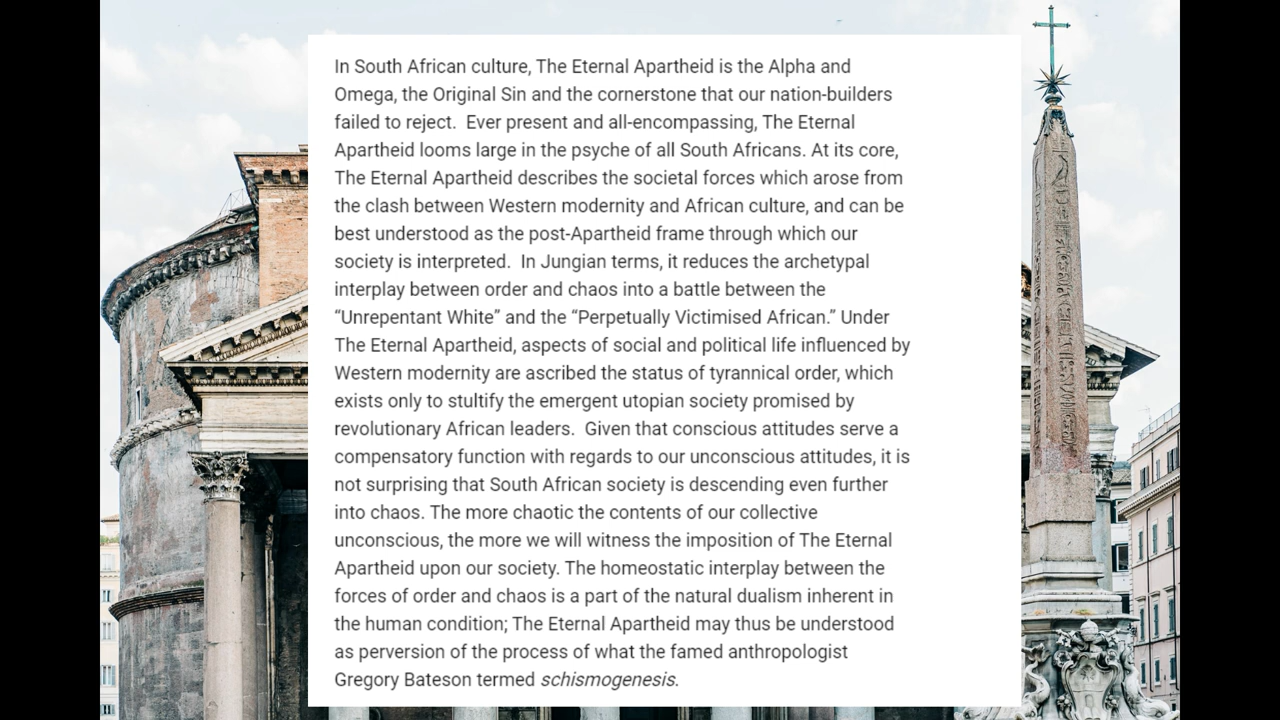 In South African culture, The Eternal Apartheid is the Alpha and
Omega, the Original Sin and the cornerstone that our nation-builders
failed to reject.  Ever present and all-encompassing, The Eternal
Apartheid looms large in the psyche of all South Africans. At its core,
The Eternal Apartheid describes the societal forces which arose from
the clash between Western modernity and African culture, and can be
best understood as the post-Apartheid frame through which our
society is interpreted.  In Jungian terms, it reduces the archetypal
interplay between order and chaos into a battle between the
“Unrepentant White” and the “Perpetually Victimised African.” Under
The Eternal Apartheid, aspects of social and political life influenced by
Western modernity are ascribed the status of tyrannical order, which
exists only to stultify the emergent utopian society promised by
revolutionary African leaders.  Given that conscious attitudes serve a
compensatory function with regards to our unconscious attitudes, it is
not surprising that South African society is descending even further
into chaos. The more chaotic the contents of our collective
unconscious, the more we will witness the imposition of The Eternal
Apartheid upon our society. The homeostatic interplay between the
forces of order and chaos is a part of the natural dualism inherent in
the human condition; The Eternal Apartheid may thus be understood
as perversion of the process of what the famed anthropologist
Gregory Bateson termed schismogenesis.